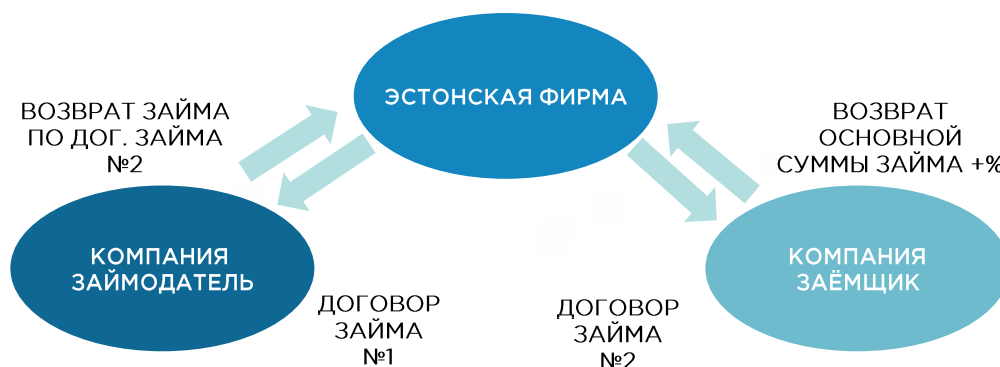 ЭСТОНСКАЯ ФИРМА
ВОЗВРАТ ЗАЙМА
ПО ДОГ. ЗАЙМА
№2
ВОЗВРАТ
ОСНОВНОЙ
СУММЫ ЗАЙМА +%
КОМПАНИЯ
ЗАЙМОДАТЕЛЬ
КОМПАНИЯ
ЗАЁМЩИК
ДОГОВОР
ЗАЙМА
№1
ДОГОВОР
ЗАЙМА
№2